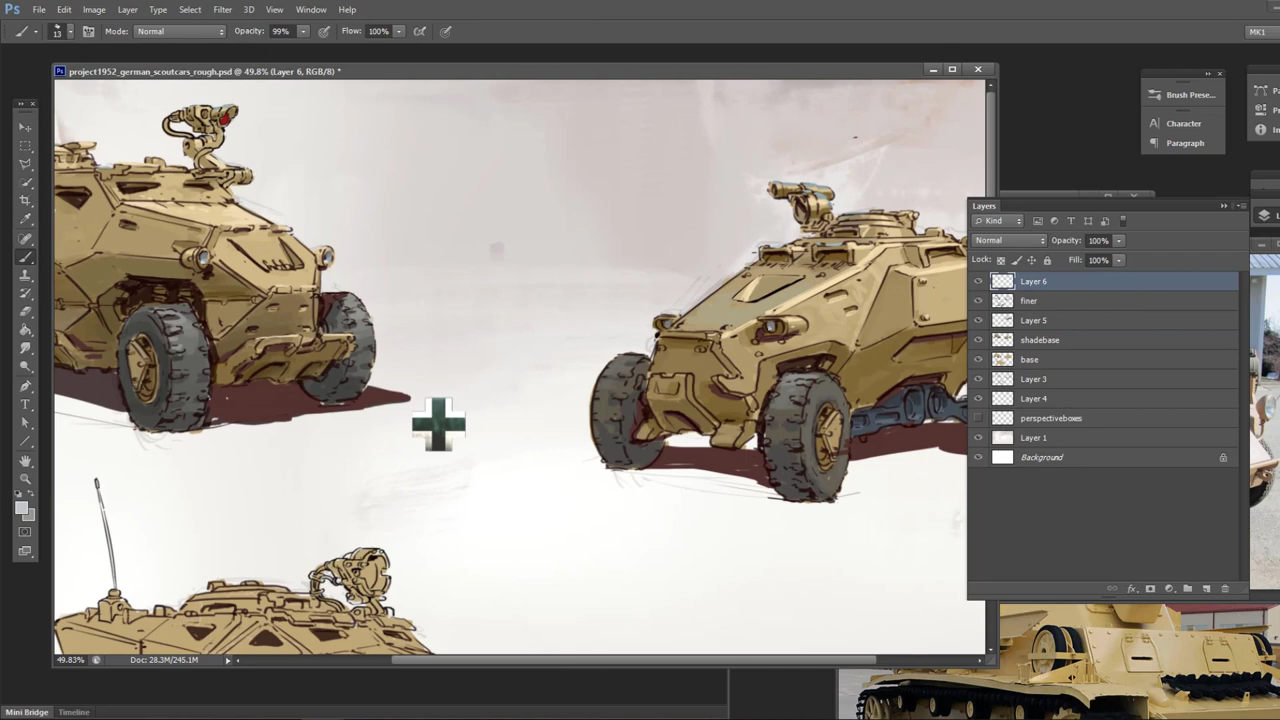 Ps File Edit Image Layer Type Select Filter 3D View Window Help
13 Mode: Normal Opacity: 99% Flow: 100% MK1
project1952_german_scoutcars_rough.psd @ 49.8% (Layer 6, RGB/8) *
Brush Prese...
Character
Paragraph
Layers
Kind
Normal Opacity: 100%
Lock: Fill: 100%
Layer 6
finer
Layer 5
shadebase
base
Layer 3
Layer 4
perspectiveboxes
Layer 1
Background
49.83% Doc: 28.3M/245.1M
Mini Bridge Timeline